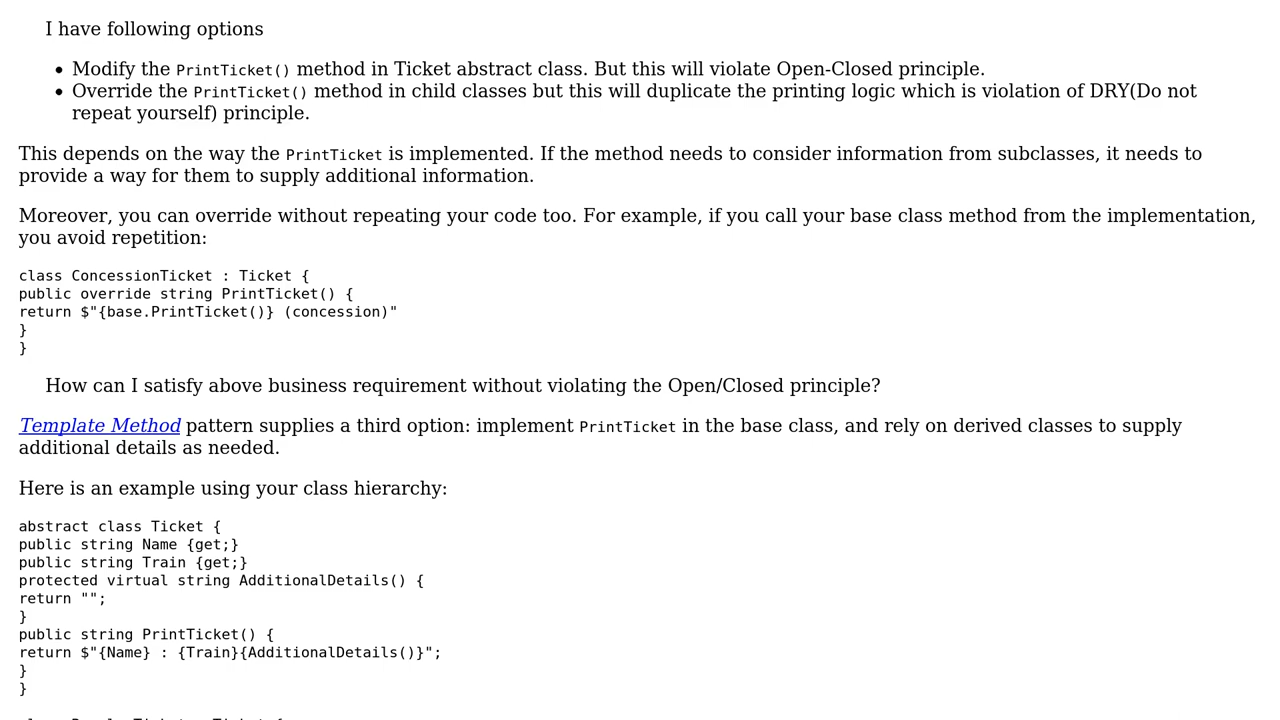 I have following options
• Modify the PrintTicket() method in Ticket abstract class. But this will violate Open-Closed principle.
• Override the PrintTicket() method in child classes but this will duplicate the printing logic which is violation of DRY(Do not
repeat yourself) principle.
This depends on the way the PrintTicket is implemented. If the method needs to consider information from subclasses, it needs to
provide a way for them to supply additional information.
Moreover, you can override without repeating your code too. For example, if you call your base class method from the implementation,
you avoid repetition:
class ConcessionTicket : Ticket {
public override string PrintTicket() {
return $"{base.PrintTicket()} (concession)"
}
}
How can I satisfy above business requirement without violating the Open/Closed principle?
Template Method pattern supplies a third option: implement PrintTicket in the base class, and rely on derived classes to supply
additional details as needed.
Here is an example using your class hierarchy:
abstract class Ticket {
public string Name {get;}
public string Train {get;}
protected virtual string AdditionalDetails() {
return "";
}
public string PrintTicket() {
return $"{Name} : {Train}{AdditionalDetails()}";
}
}